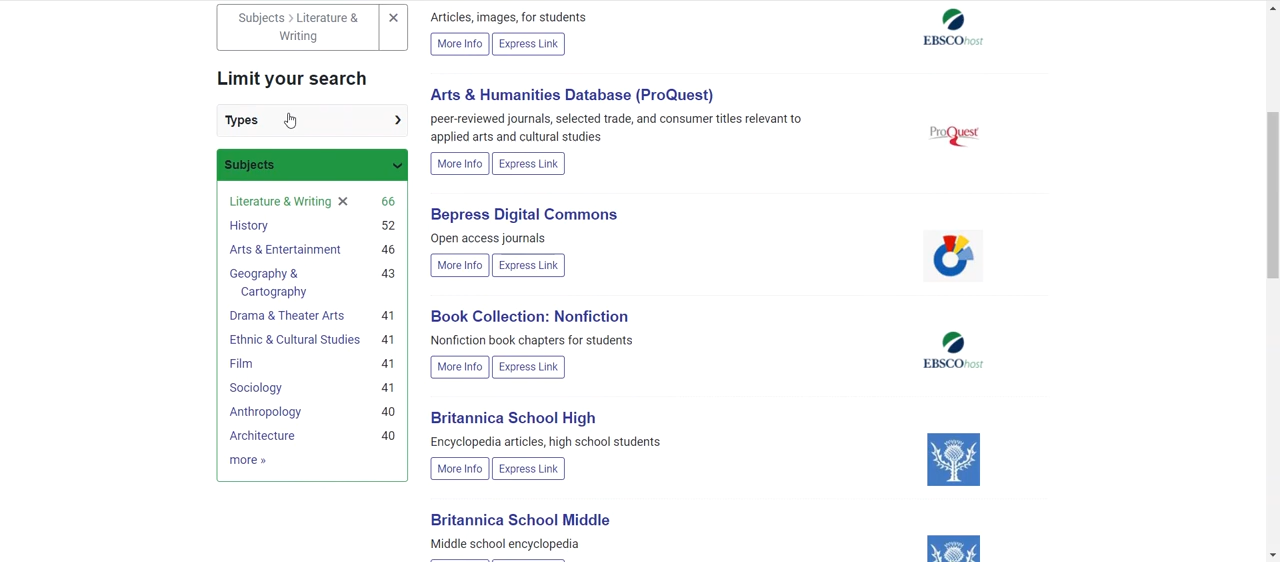 Subjects > Literature &
Writing
✕
Limit your search
Types
Subjects
Literature & Writing ✕ 66
History 52
Arts & Entertainment 46
Geography & 43
Cartography
Drama & Theater Arts 41
Ethnic & Cultural Studies 41
Film 41
Sociology 41
Anthropology 40
Architecture 40
more »
Articles, images, for students
More Info Express Link
EBSCOhost
Arts & Humanities Database (ProQuest)
peer-reviewed journals, selected trade, and consumer titles relevant to
applied arts and cultural studies
More Info Express Link
ProQuest
Bepress Digital Commons
Open access journals
More Info Express Link
Book Collection: Nonfiction
Nonfiction book chapters for students
More Info Express Link
EBSCOhost
Britannica School High
Encyclopedia articles, high school students
More Info Express Link
Britannica School Middle
Middle school encyclopedia